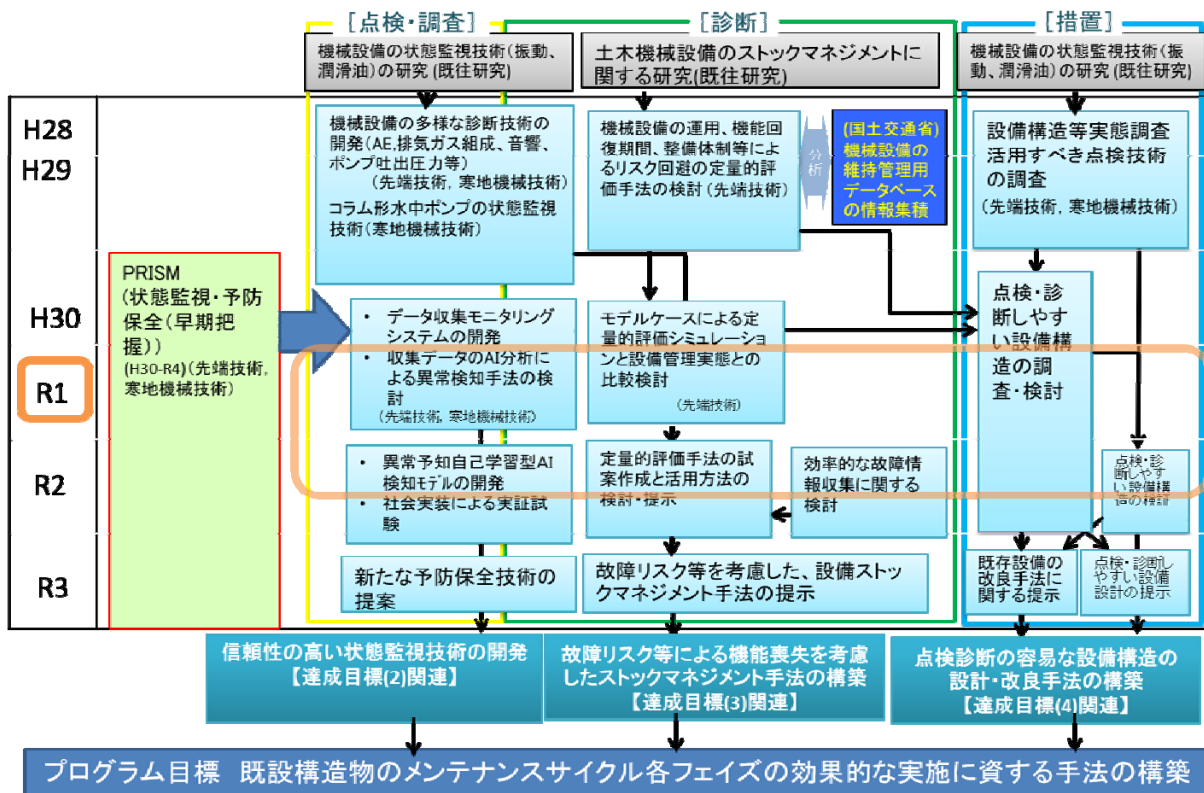 ［点検・調査］
［診断］
［措置］
機械設備の状態監視技術（振動、
潤滑油）の研究（既往研究）
土木機械設備のストックマネジメントに
関する研究（既往研究）
機械設備の状態監視技術（振
動、潤滑油）の研究（既往研究）
H28
H29
H30
R1
R2
R3
機械設備の多様な診断技術の
開発（AE,排気ガス組成、音響、
ポンプ吐出圧力等）
（先端技術，寒地機械技術）
コラム形水中ポンプの状態監視
技術（寒地機械技術）
機械設備の運用、機能回
復期間、整備体制等によ
るリスク回避の定量的評
価手法の検討（先端技術）
分析
(国土交通省)
機械設備の
維持管理用
データベース
の情報集積
設備構造等実態調査
活用すべき点検技術
の調査
（先端技術，寒地機械技術）
PRISM
（状態監視・予防
保全（早期把
握））
(H30-R4)（先端技術，
寒地機械技術）
• データ収集モニタリング
システムの開発
• 収集データのAI分析に
よる異常検知手法の検
討
（先端技術，寒地機械技術）
モデルケースによる定
量的評価シミュレーショ
ンと設備管理実態との
比較検討
（先端技術）
点検・診
断しやす
い設備構
造の調
査・検討
• 異常予知自己学習型AI
検知モデルの開発
• 社会実装による実証試
験
定量的評価手法の試
案作成と活用方法の
検討・提示
効率的な故障情
報収集に関する
検討
点検・診
断しやす
い設備構
造の検証
新たな予防保全技術の
提案
故障リスク等を考慮した、設備ストッ
クマネジメント手法の提示
既存設備の
改良手法に
関する提示
点検・診断し
やすい設備
設計の提示
信頼性の高い状態監視技術の開発
【達成目標(2)関連】
故障リスク等による機能喪失を考慮
したストックマネジメント手法の構築
【達成目標(3)関連】
点検診断の容易な設備構造の
設計・改良手法の構築
【達成目標(4)関連】
プログラム目標　既設構造物のメンテナンスサイクル各フェイズの効果的な実施に資する手法の構築